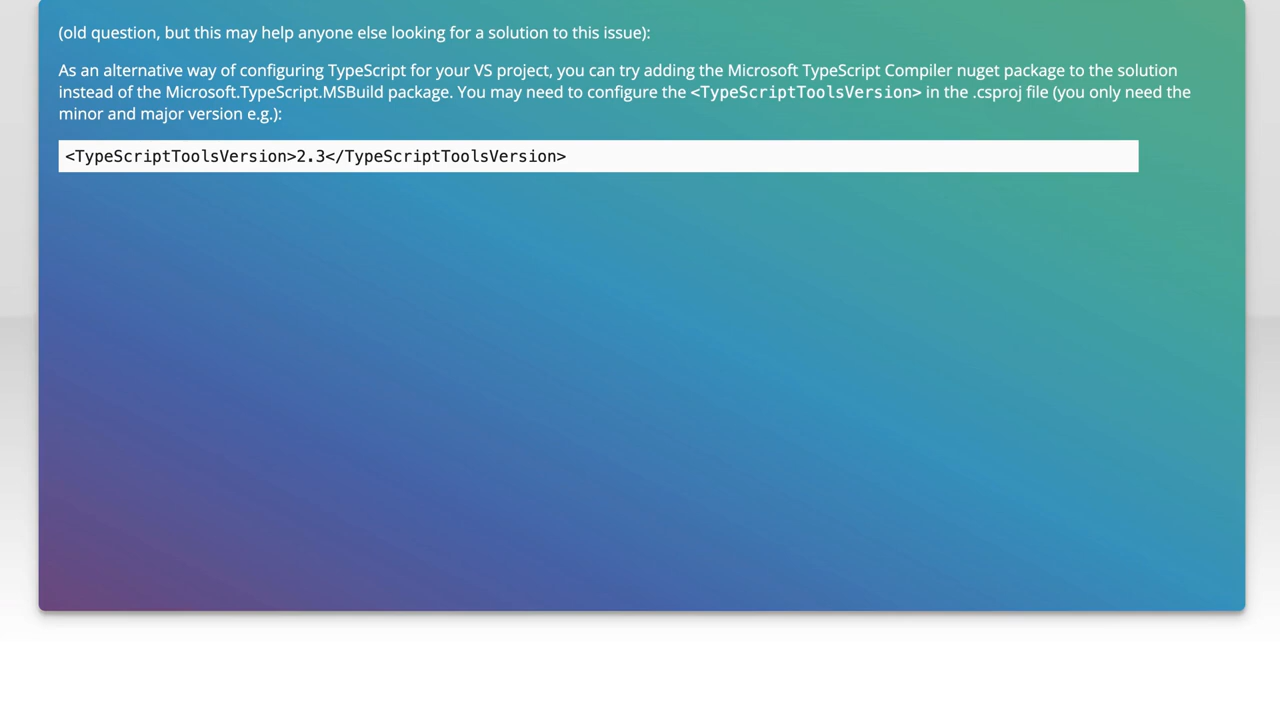 (old question, but this may help anyone else looking for a solution to this issue):
As an alternative way of configuring TypeScript for your VS project, you can try adding the Microsoft TypeScript Compiler nuget package to the solution
instead of the Microsoft.TypeScript.MSBuild package. You may need to configure the <TypeScriptToolsVersion> in the .csproj file (you only need the
minor and major version e.g.):
<TypeScriptToolsVersion>2.3</TypeScriptToolsVersion>